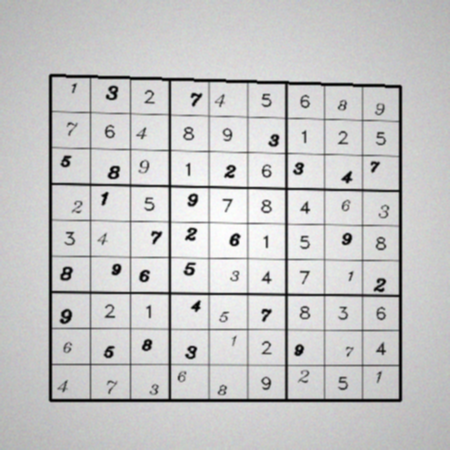 1 3 2 7 4 5 6 8 9
7 6 4 8 9 3 1 2 5
5 8 9 1 2 6 3 4 7
2 1 5 9 7 8 4 6 3
3 4 7 2 6 1 5 9 8
8 9 6 5 3 4 7 1 2
9 2 1 4 5 7 8 3 6
6 5 8 3 1 2 9 7 4
4 7 3 6 8 9 2 5 1